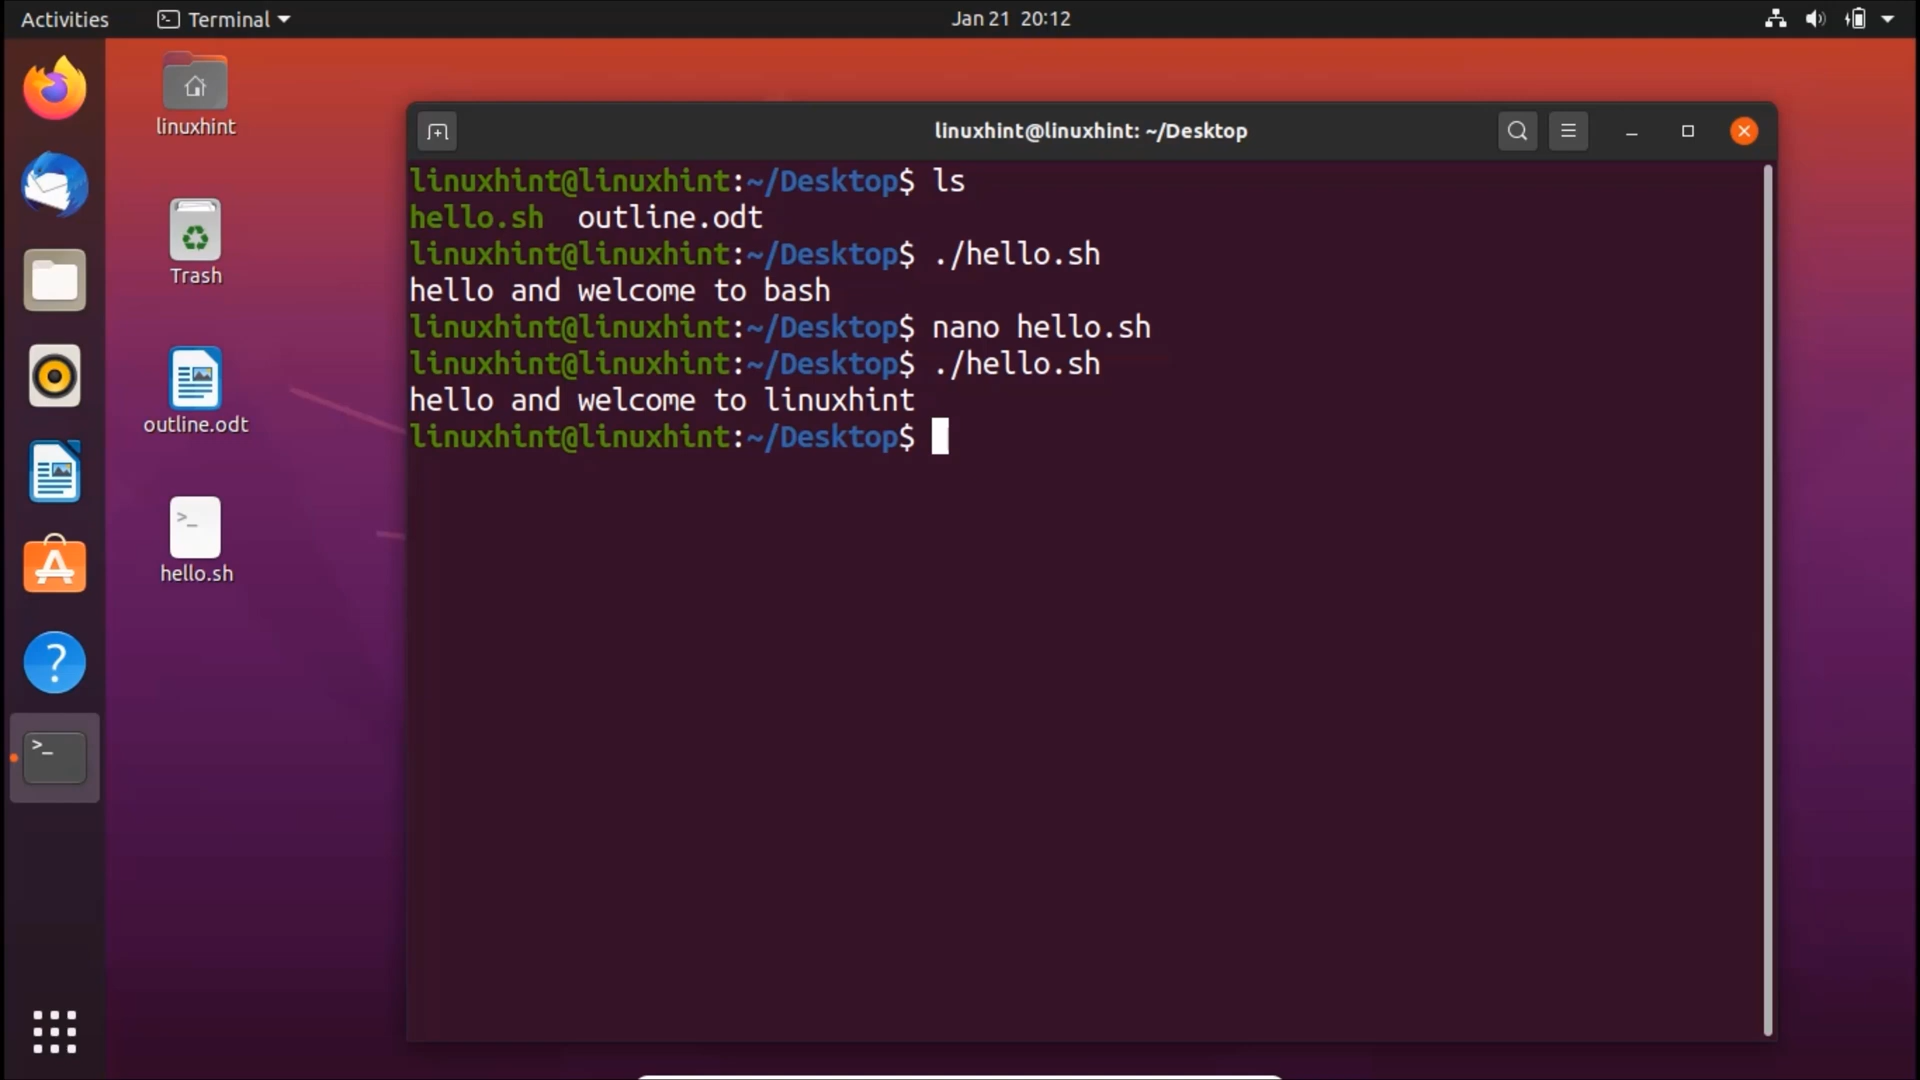 Activities Terminal Jan 21 20:12
linuxhint
Trash
outline.odt
hello.sh
linuxhint@linuxhint: ~/Desktop
linuxhint@linuxhint:~/Desktop$ ls
hello.sh outline.odt
linuxhint@linuxhint:~/Desktop$ ./hello.sh
hello and welcome to bash
linuxhint@linuxhint:~/Desktop$ nano hello.sh
linuxhint@linuxhint:~/Desktop$ ./hello.sh
hello and welcome to linuxhint
linuxhint@linuxhint:~/Desktop$